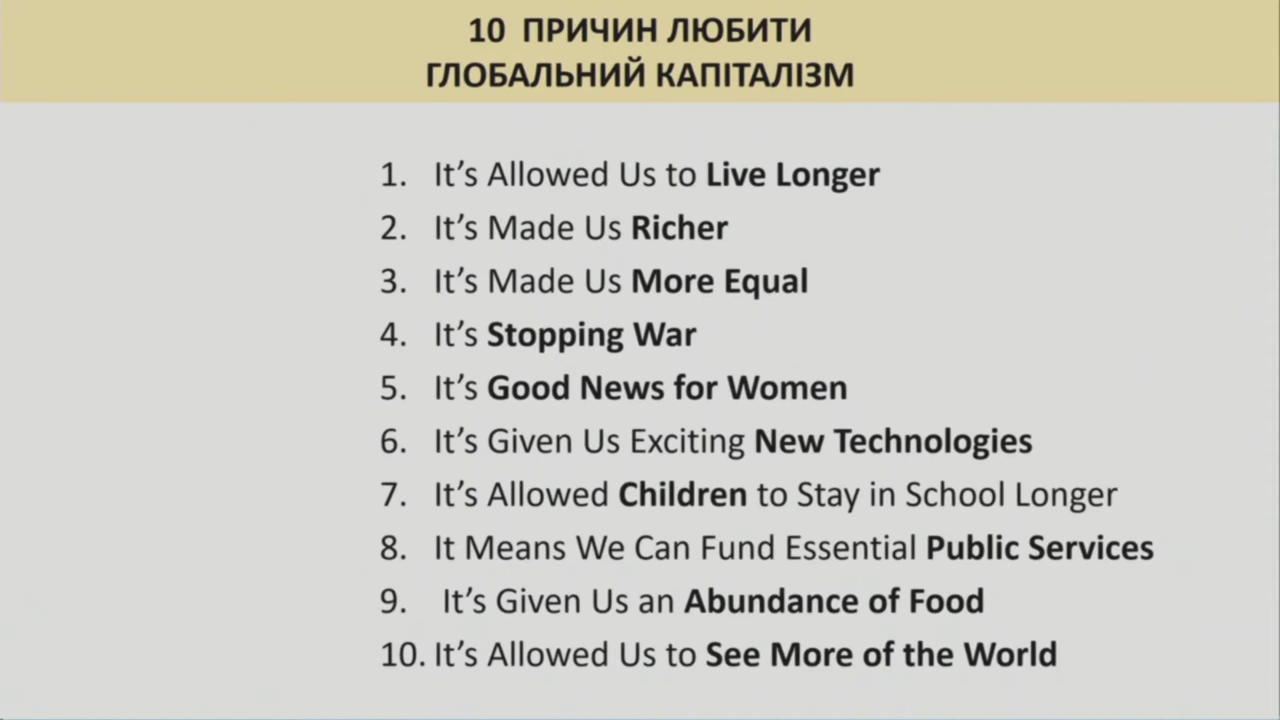 10 ПРИЧИН ЛЮБИТИ
ГЛОБАЛЬНИЙ КАПІТАЛІЗМ
1. It’s Allowed Us to Live Longer
2. It’s Made Us Richer
3. It’s Made Us More Equal
4. It’s Stopping War
5. It’s Good News for Women
6. It’s Given Us Exciting New Technologies
7. It’s Allowed Children to Stay in School Longer
8. It Means We Can Fund Essential Public Services
9. It’s Given Us an Abundance of Food
10. It’s Allowed Us to See More of the World